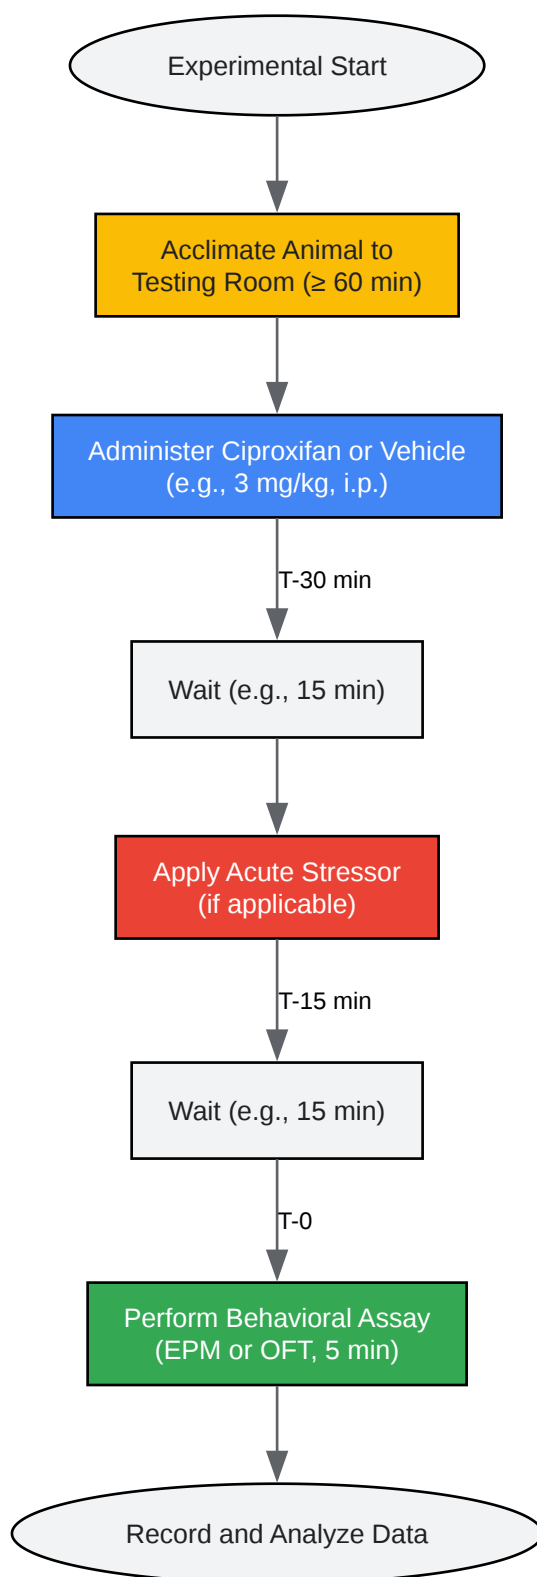 Experimental Start
Acclimate Animal to
Testing Room (≥ 60 min)
Administer Ciproxifan or Vehicle
(e.g., 3 mg/kg, i.p.)
T-30 min
Wait (e.g., 15 min)
Apply Acute Stressor
(if applicable)
T-15 min
Wait (e.g., 15 min)
T-0
Perform Behavioral Assay
(EPM or OFT, 5 min)
Record and Analyze Data